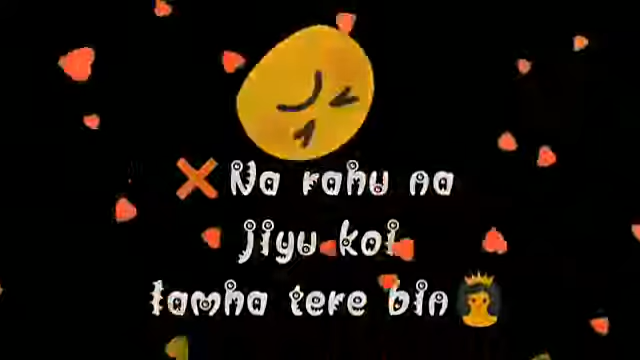 ❌Na rahu na
jiyu koi
lamha tere bin👸